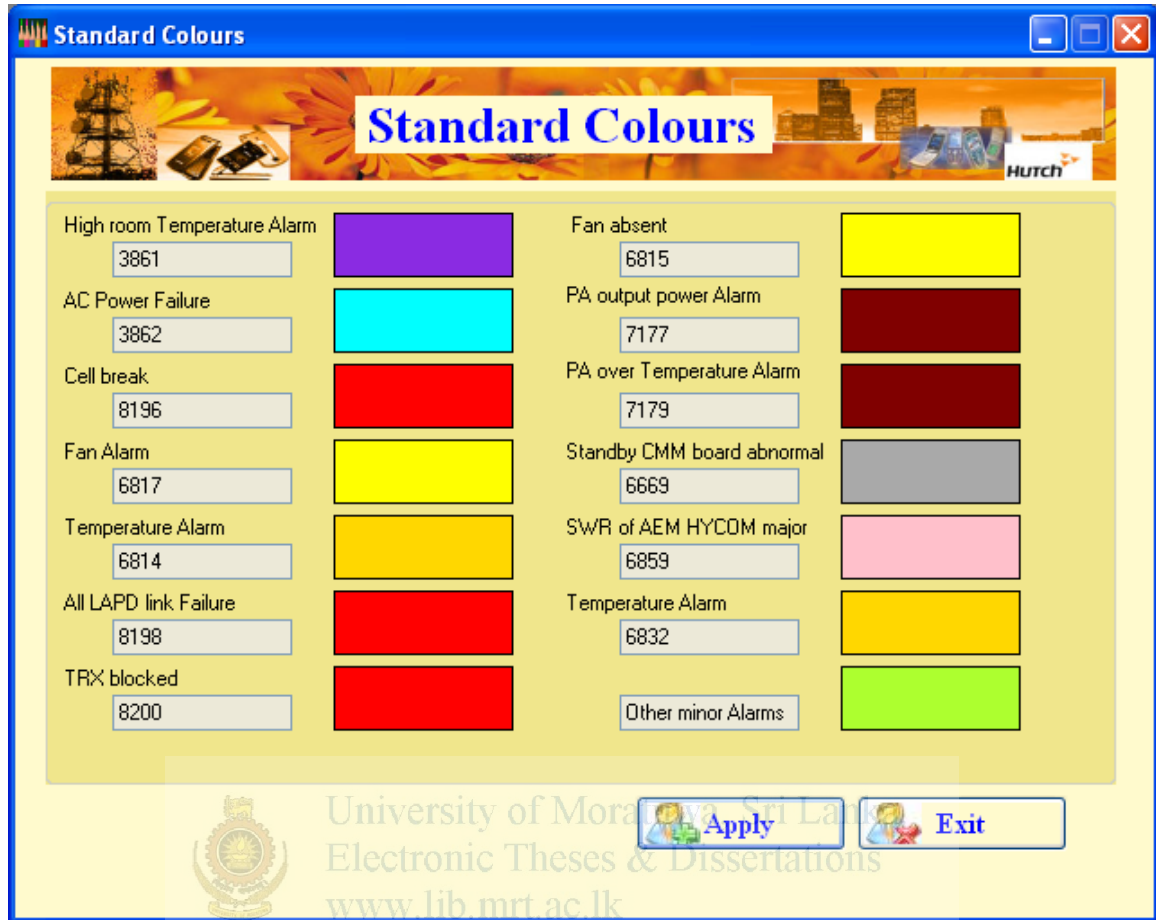 Standard Colours
Standard Colours
HUTCH
High room Temperature Alarm
3861
AC Power Failure
3862
Cell break
8196
Fan Alarm
6817
Temperature Alarm
6814
All LAPD link Failure
8198
TRX blocked
8200
Fan absent
6815
PA output power Alarm
7177
PA over Temperature Alarm
7179
Standby CMM board abnormal
6669
SWR of AEM HYCOM major
6859
Temperature Alarm
6832
Other minor Alarms
Apply
Exit
University of Moratuwa, Sri Lanka.
Electronic Theses & Dissertations
www.lib.mrt.ac.lk